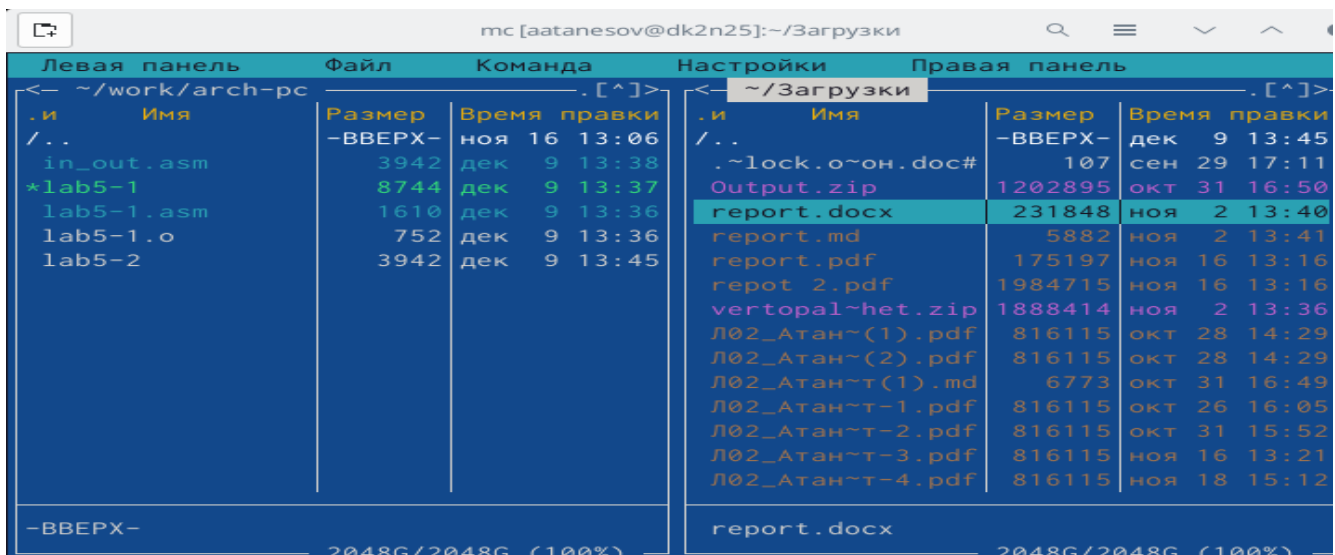 mc [aatanesov@dk2n25]:~/Загрузки
Левая панель Файл Команда Настройки Правая панель
<— ~/work/arch-pc .[^]> <— ~/Загрузки .[^]>
.и Имя Размер Время правки .и Имя Размер Время правки
/.. -ВВЕРХ- ноя 16 13:06 /.. -ВВЕРХ- дек 9 13:45
in_out.asm 3942 дек 9 13:38 .~lock.o~он.doc# 107 сен 29 17:11
*lab5-1 8744 дек 9 13:37 Output.zip 1202895 окт 31 16:50
lab5-1.asm 1610 дек 9 13:36 report.docx 231848 ноя 2 13:40
lab5-1.o 752 дек 9 13:36 report.md 5882 ноя 2 13:41
lab5-2 3942 дек 9 13:45 report.pdf 175197 ноя 16 13:16
repot 2.pdf 1984715 ноя 16 13:16
vertopal~het.zip 1888414 ноя 2 13:36
Л02_Атан~(1).pdf 816115 окт 28 14:29
Л02_Атан~(2).pdf 816115 окт 28 14:29
Л02_Атан~т(1).md 6773 окт 31 16:49
Л02_Атан~т-1.pdf 816115 окт 26 16:05
Л02_Атан~т-2.pdf 816115 окт 31 15:52
Л02_Атан~т-3.pdf 816115 ноя 16 13:21
Л02_Атан~т-4.pdf 816115 ноя 18 15:12
-ВВЕРХ- report.docx
2048G/2048G (100%) 2048G/2048G (100%)